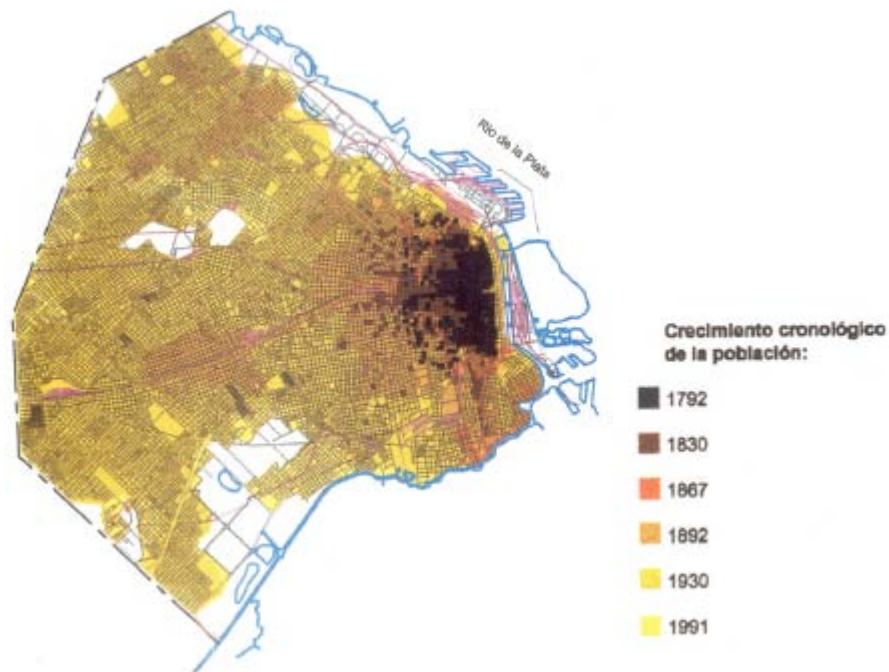 Río de la Plata
Crecimiento cronológico
de la población:
1792
1830
1867
1892
1930
1991